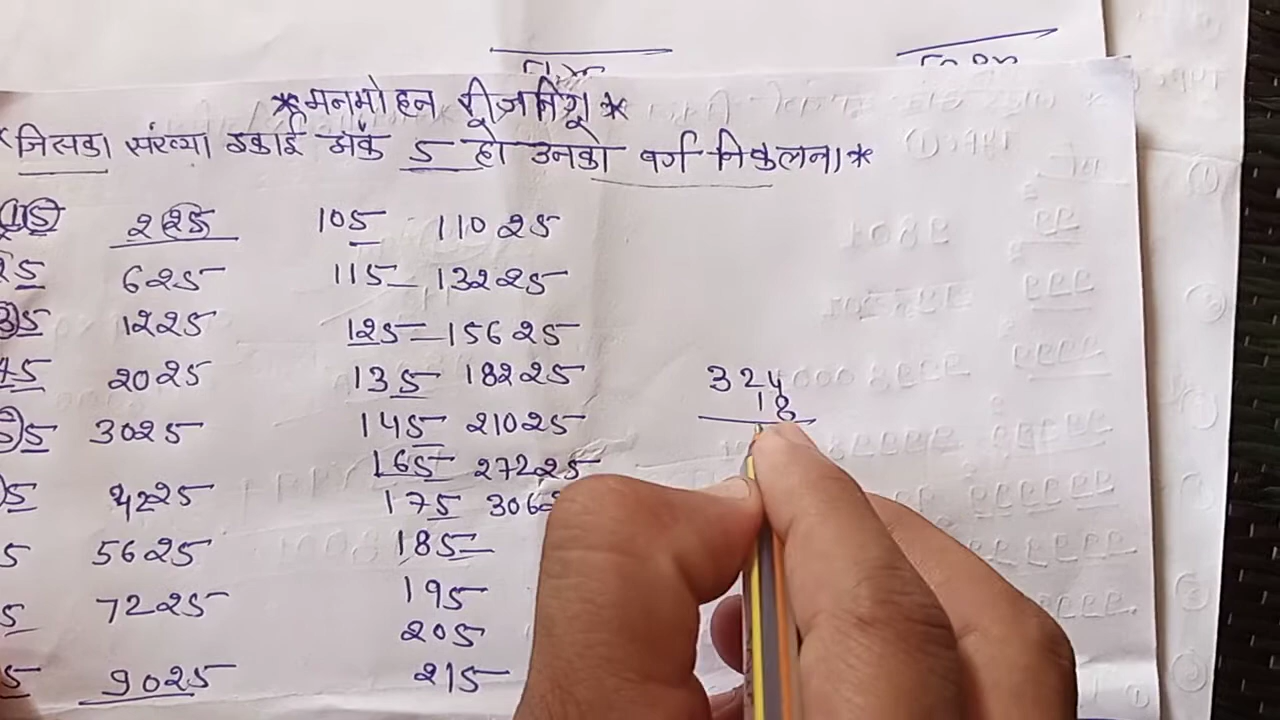 *मनमोहन रीजनिंग*
*जिसका संख्या इकाई अंक 5 हो उनको वर्ग निकलना*
15 225 105 11025
25 625 115 13225
35 1225 125 15625
45 2025 135 18225
55 3025 145 21025
165 27225
5 4225 175 306
5 5625 185
5 7225 195
205
5 9025 215
324
18